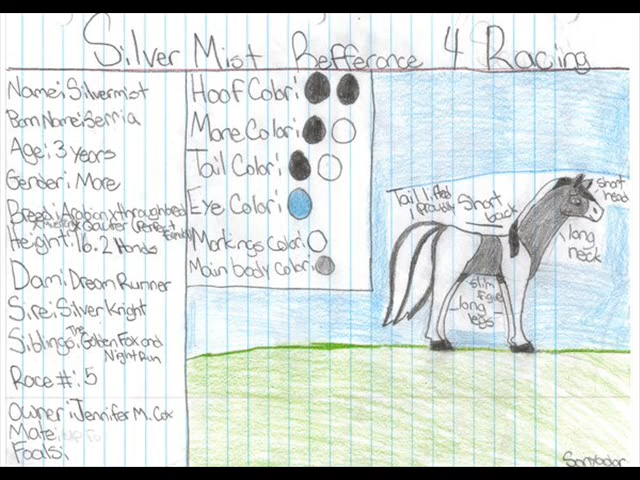 Silver Mist Refferance 4 Racing
Name: Silvermist
Barn Name: Serria
Age: 3 years
Gender: Mare
Breed: Arabian x throughbred
Height: 16.2 Hands
Dam: Dream Runner
Sire: Silver Knight
Siblings: The Golden Fox and
Night Run
Race #: 5
Owner: Jennifer M. Cox
Mate:
Foals:
Hoof Color:
Mane Color:
Tail Color:
Eye Color:
Markings Color:
Main body Color:
Tail lifted
proudly
Short
back
short
head
long
neck
slim
long
legs